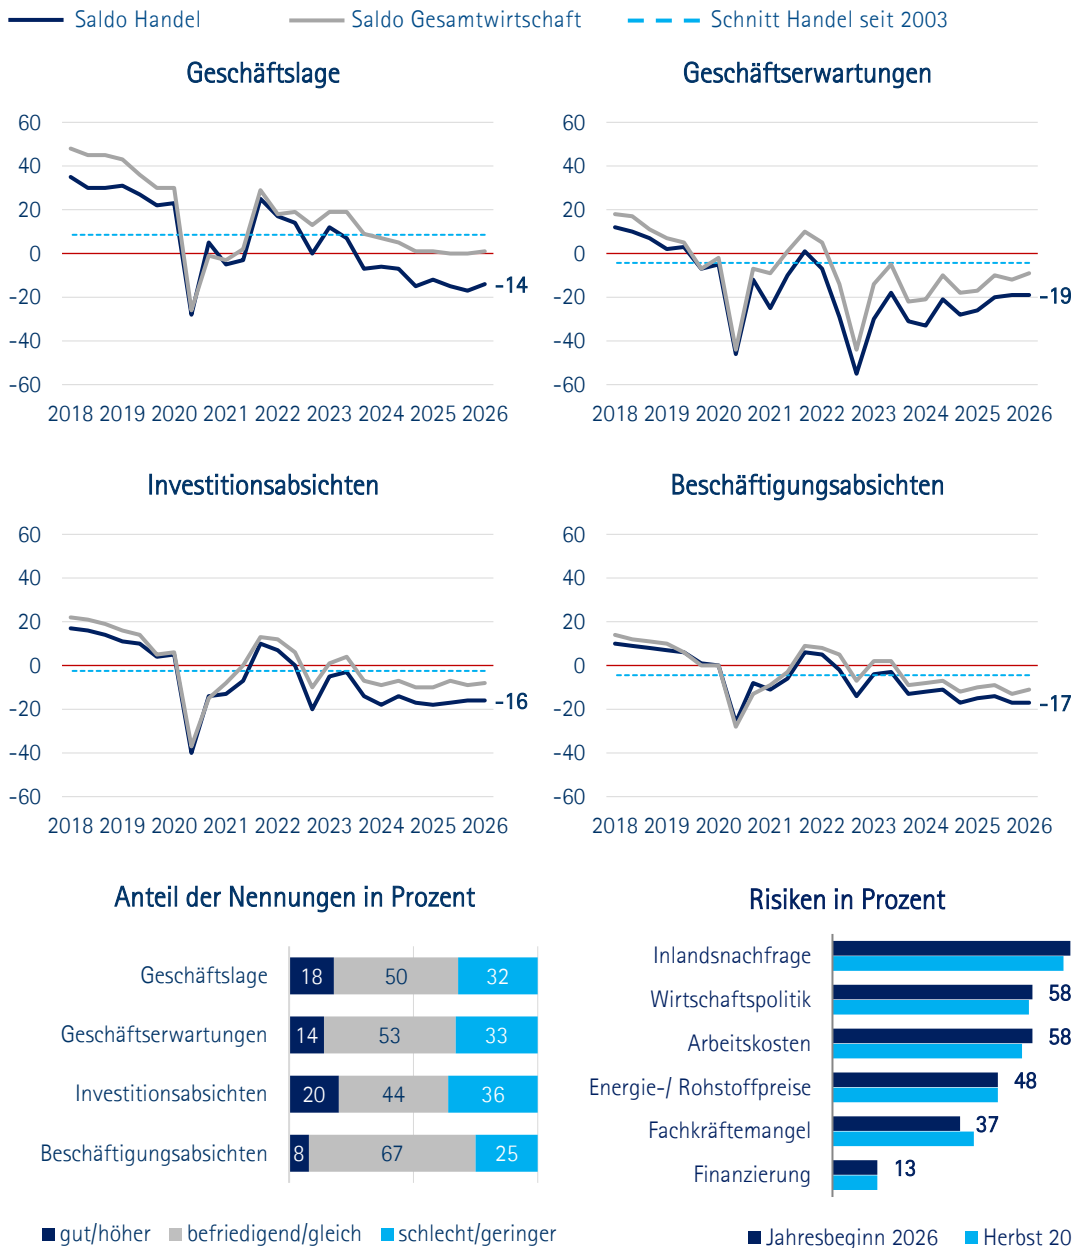 Saldo Handel Saldo Gesamtwirtschaft Schnitt Handel seit 2003
Geschäftslage
60
40
20
0
-20
-40
-60
-14
2018 2019 2020 2021 2022 2023 2024 2025 2026
Geschäftserwartungen
60
40
20
0
-20
-40
-60
-19
2018 2019 2020 2021 2022 2023 2024 2025 2026
Investitionsabsichten
60
40
20
0
-20
-40
-60
-16
2018 2019 2020 2021 2022 2023 2024 2025 2026
Beschäftigungsabsichten
60
40
20
0
-20
-40
-60
-17
2018 2019 2020 2021 2022 2023 2024 2025 2026
Anteil der Nennungen in Prozent
Geschäftslage 18 50 32
Geschäftserwartungen 14 53 33
Investitionsabsichten 20 44 36
Beschäftigungsabsichten 8 67 25
gut/höher befriedigend/gleich schlecht/geringer
Risiken in Prozent
Inlandsnachfrage
Wirtschaftspolitik 58
Arbeitskosten 58
Energie-/ Rohstoffpreise 48
Fachkräftemangel 37
Finanzierung 13
Jahresbeginn 2026 Herbst 20